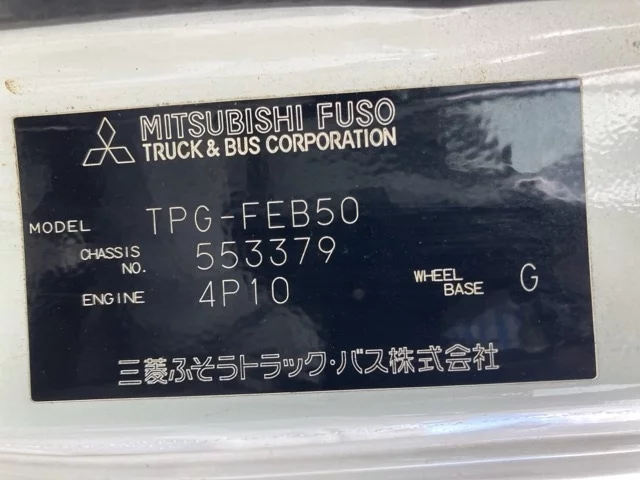 MITSUBISHI FUSO
TRUCK & BUS CORPORATION
MODEL TPG-FEB50
CHASSIS NO. 553379
ENGINE 4P10 WHEEL BASE G
三菱ふそうトラック・バス株式会社